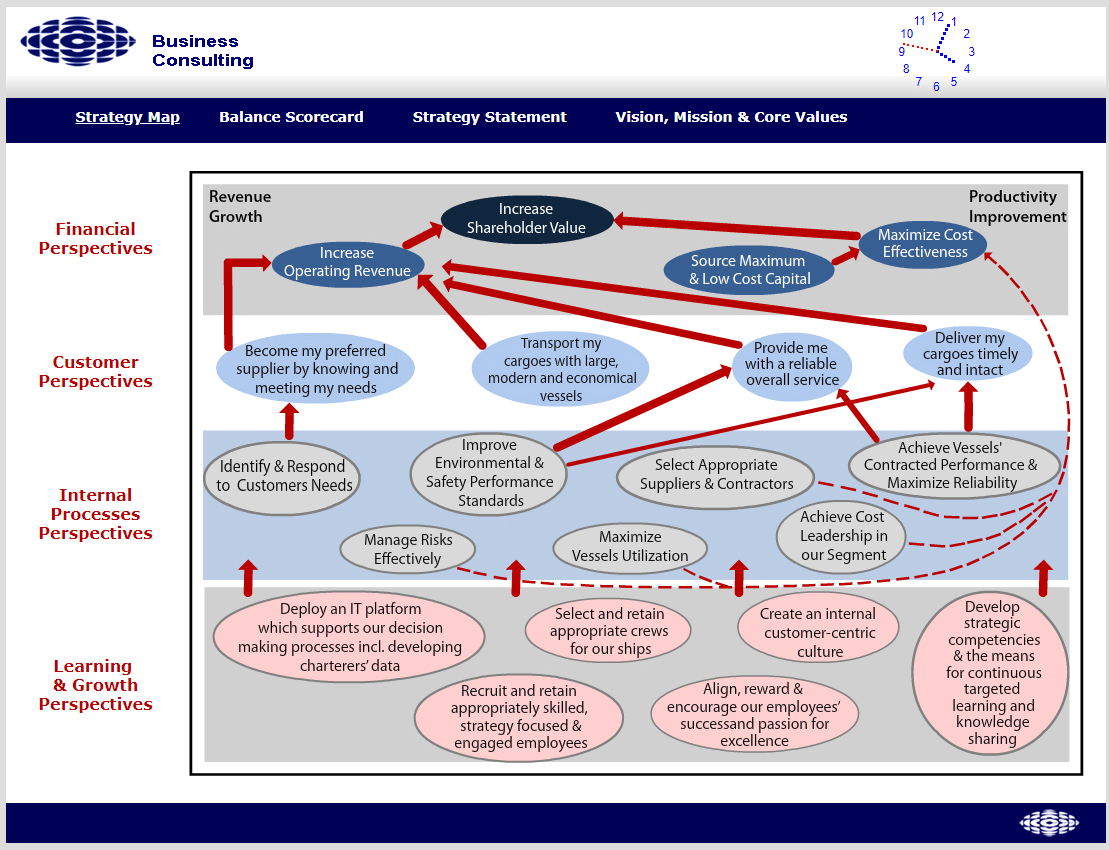 Business
Consulting
12
1
2
3
4
5
6
7
8
9
10
11
Strategy Map
Balance Scorecard
Strategy Statement
Vision, Mission & Core Values
Financial
Perspectives
Revenue
Growth
Productivity
Improvement
Increase
Shareholder Value
Increase
Operating Revenue
Source Maximum
& Low Cost Capital
Maximize Cost
Effectiveness
Customer
Perspectives
Become my preferred
supplier by knowing and
meeting my needs
Transport my
cargoes with large,
modern and economical
vessels
Provide me
with a reliable
overall service
Deliver my
cargoes timely
and intact
Internal
Processes
Perspectives
Identify & Respond
to Customers Needs
Improve
Environmental &
Safety Performance
Standards
Select Appropriate
Suppliers & Contractors
Achieve Vessels'
Contracted Performance &
Maximize Reliability
Manage Risks
Effectively
Maximize
Vessels Utilization
Achieve Cost
Leadership in
our Segment
Learning
& Growth
Perspectives
Deploy an IT platform
which supports our decision
making processes incl. developing
charterers' data
Select and retain
appropriate crews
for our ships
Create an internal
customer-centric
culture
Develop
strategic
competencies
& the means
for continuous
targeted
learning and
knowledge
sharing
Recruit and retain
appropriately skilled,
strategy focused &
engaged employees
Align, reward &
encourage our employees'
successand passion for
excellence